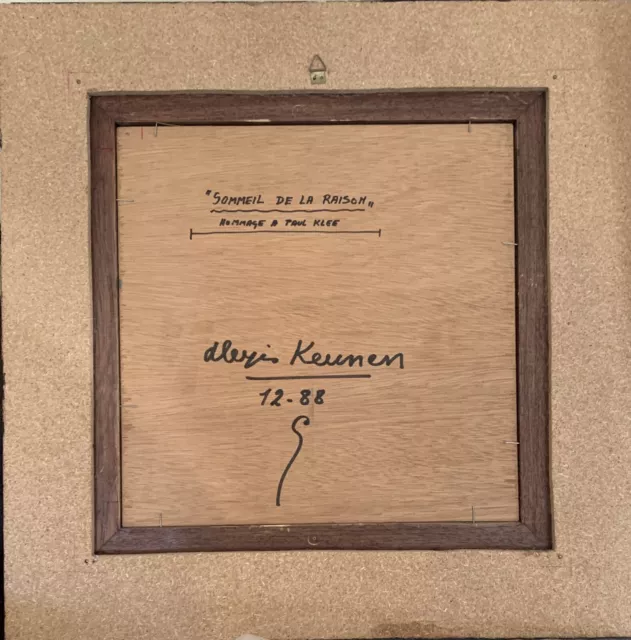 "SOMMEIL DE LA RAISON„
HOMMAGE A PAUL KLEE
Alexis Keunen
12-88